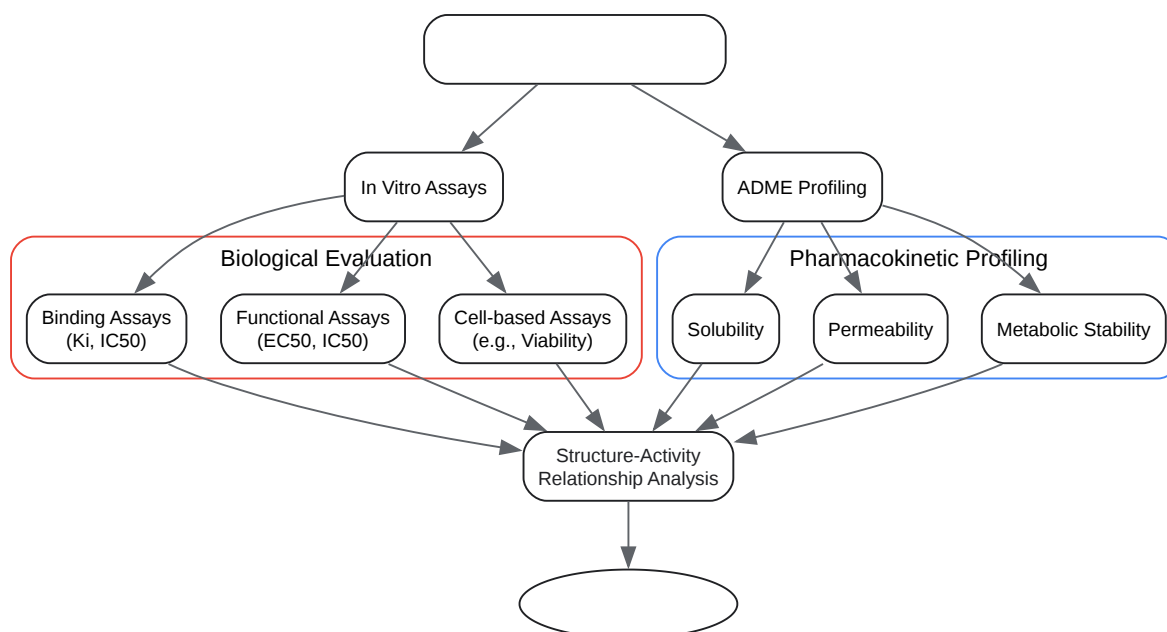 In Vitro Assays
ADME Profiling
Biological Evaluation
Pharmacokinetic Profiling
Binding Assays
(Ki, IC50)
Functional Assays
(EC50, IC50)
Cell-based Assays
(e.g., Viability)
Solubility
Permeability
Metabolic Stability
Structure-Activity
Relationship Analysis